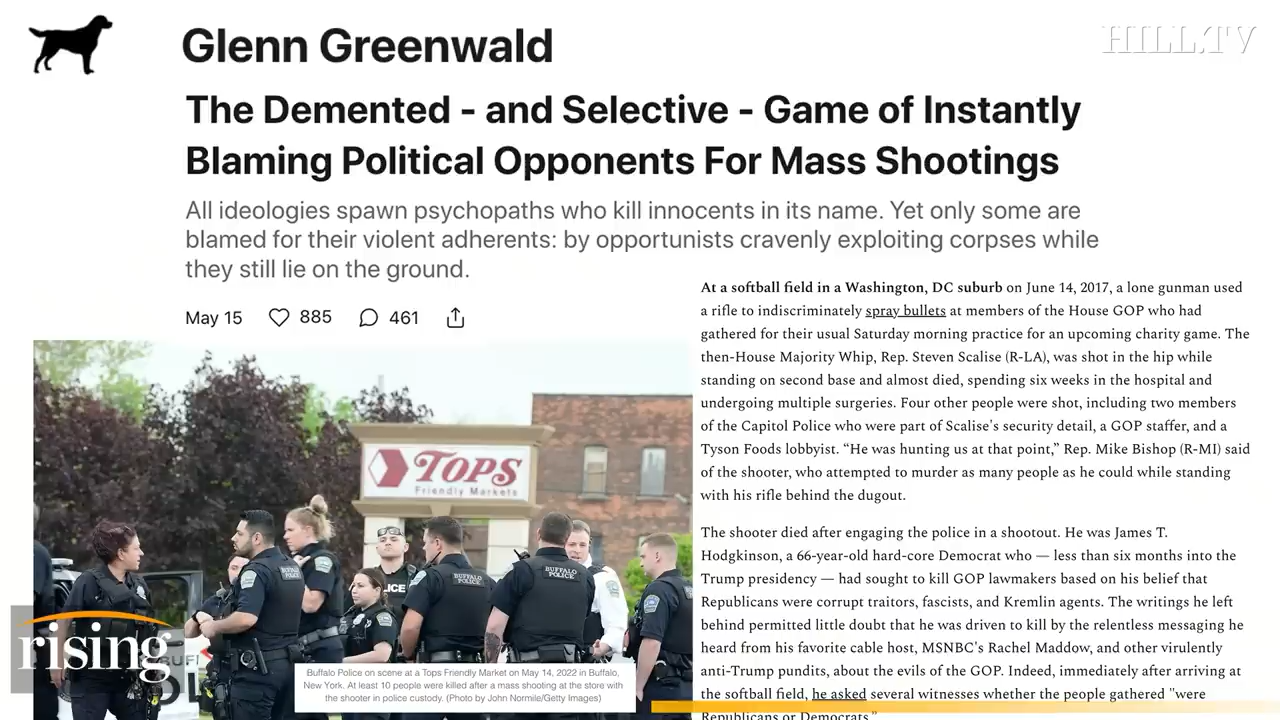 HILL.TV
Glenn Greenwald
The Demented - and Selective - Game of Instantly
Blaming Political Opponents For Mass Shootings
All ideologies spawn psychopaths who kill innocents in its name. Yet only some are
blamed for their violent adherents: by opportunists cravenly exploiting corpses while
they still lie on the ground.
May 15
885
461
At a softball field in a Washington, DC suburb on June 14, 2017, a lone gunman used
a rifle to indiscriminately spray bullets at members of the House GOP who had
gathered for their usual Saturday morning practice for an upcoming charity game. The
then-House Majority Whip, Rep. Steven Scalise (R-LA), was shot in the hip while
standing on second base and almost died, spending six weeks in the hospital and
undergoing multiple surgeries. Four other people were shot, including two members
of the Capitol Police who were part of Scalise's security detail, a GOP staffer, and a
Tyson Foods lobbyist. “He was hunting us at that point,” Rep. Mike Bishop (R-MI) said
of the shooter, who attempted to murder as many people as he could while standing
with his rifle behind the dugout.
The shooter died after engaging the police in a shootout. He was James T.
Hodgkinson, a 66-year-old hard-core Democrat who — less than six months into the
Trump presidency — had sought to kill GOP lawmakers based on his belief that
Republicans were corrupt traitors, fascists, and Kremlin agents. The writings he left
behind permitted little doubt that he was driven to kill by the relentless messaging he
heard from his favorite cable host, MSNBC's Rachel Maddow, and other virulently
anti-Trump pundits, about the evils of the GOP. Indeed, immediately after arriving at
the softball field, he asked several witnesses whether the people gathered "were
Republicans or Democrats."
TOPS
Friendly Markets
BUFFALO
POLICE
BUFFALO
POLICE
BUFFALO
POLICE
rising
Buffalo Police on scene at a Tops Friendly Market on May 14, 2022 in Buffalo,
New York. At least 10 people were killed after a mass shooting at the store with
the shooter in police custody. (Photo by John Normile/Getty Images)